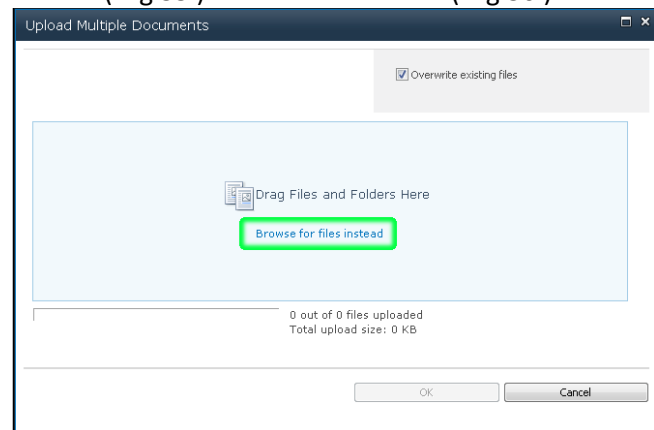 Upload Multiple Documents
Overwrite existing files
Drag Files and Folders Here
Browse for files instead
0 out of 0 files uploaded
Total upload size: 0 KB
OK
Cancel